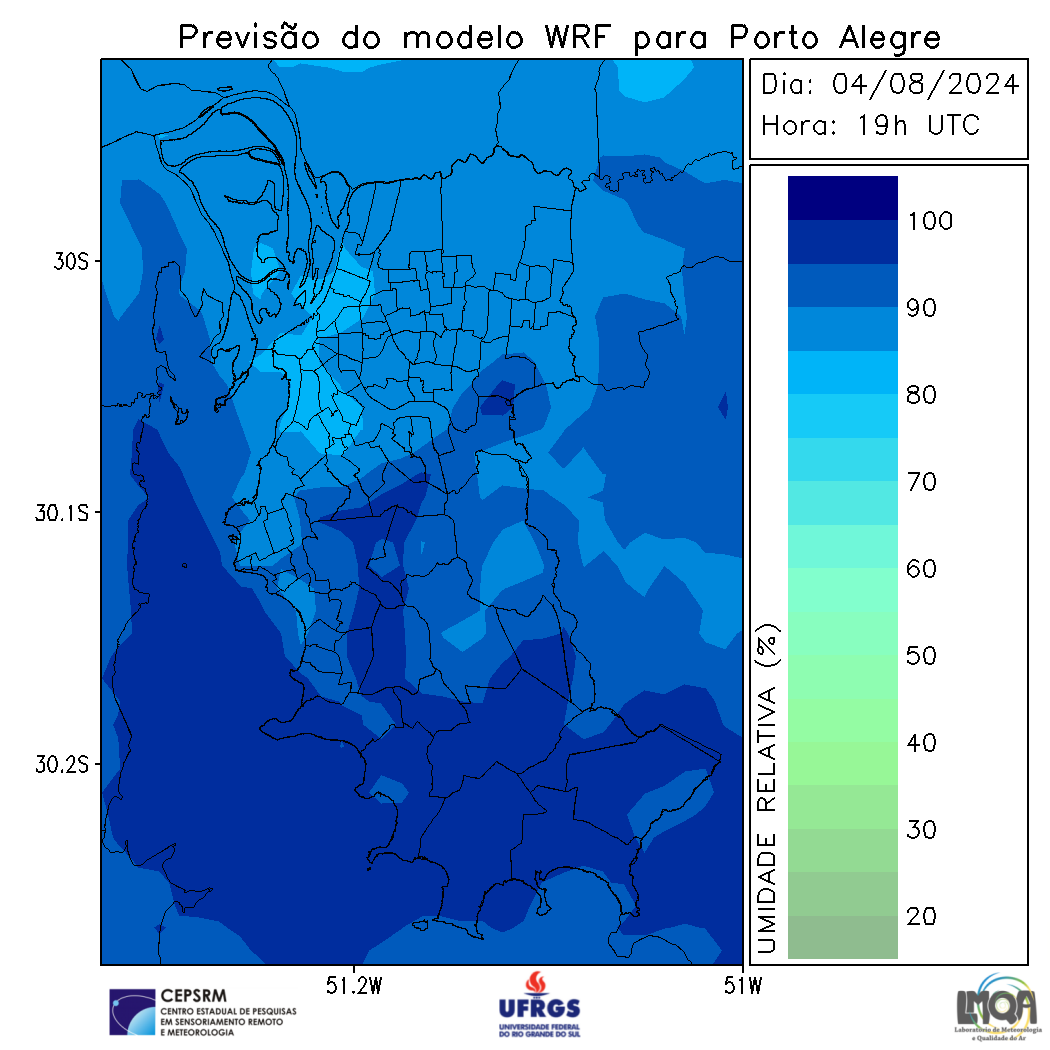 Previsão do modelo WRF para Porto Alegre
Dia: 04/08/2024
Hora: 19h UTC
30S
30.1S
30.2S
51.2W
51W
100
90
80
70
60
50
40
30
20
UMIDADE RELATIVA (%)
CEPSRM
CENTRO ESTADUAL DE PESQUISAS
EM SENSORIAMENTO REMOTO
E METEOROLOGIA
UFRGS
UNIVERSIDADE FEDERAL
DO RIO GRANDE DO SUL
LMQA
Laboratório de Meteorologia
e Qualidade do Ar